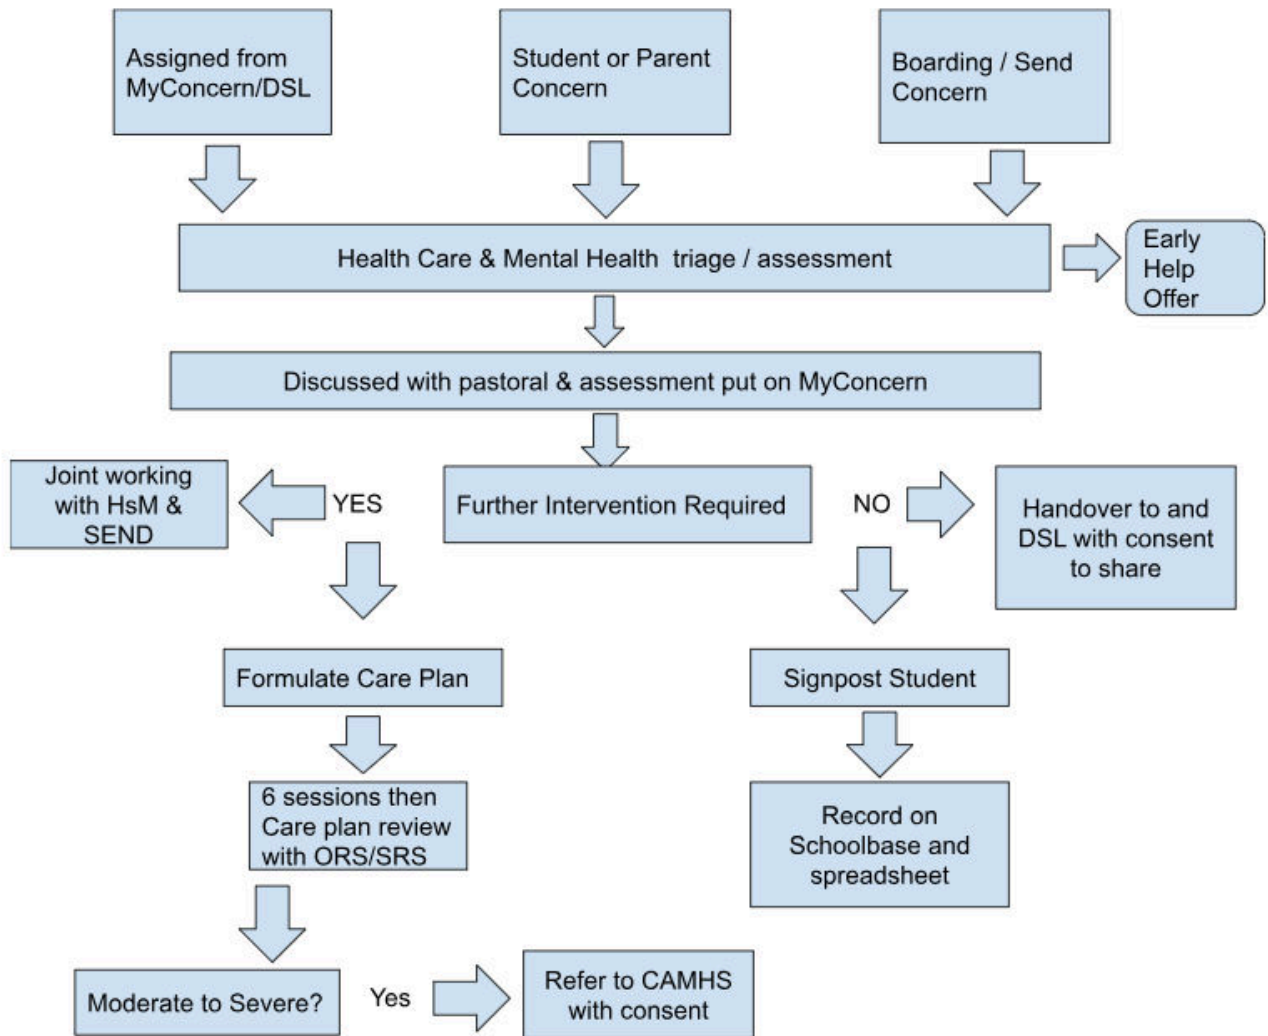 Assigned from
MyConcern/DSL
Student or Parent
Concern
Boarding / Send
Concern
Health Care & Mental Health triage / assessment
Early
Help
Offer
Discussed with pastoral & assessment put on MyConcern
Joint working
with HsM &
SEND
YES
Further Intervention Required
NO
Handover to and
DSL with consent
to share
Formulate Care Plan
Signpost Student
6 sessions then
Care plan review
with ORS/SRS
Record on
Schoolbase and
spreadsheet
Moderate to Severe?
Yes
Refer to CAMHS
with consent